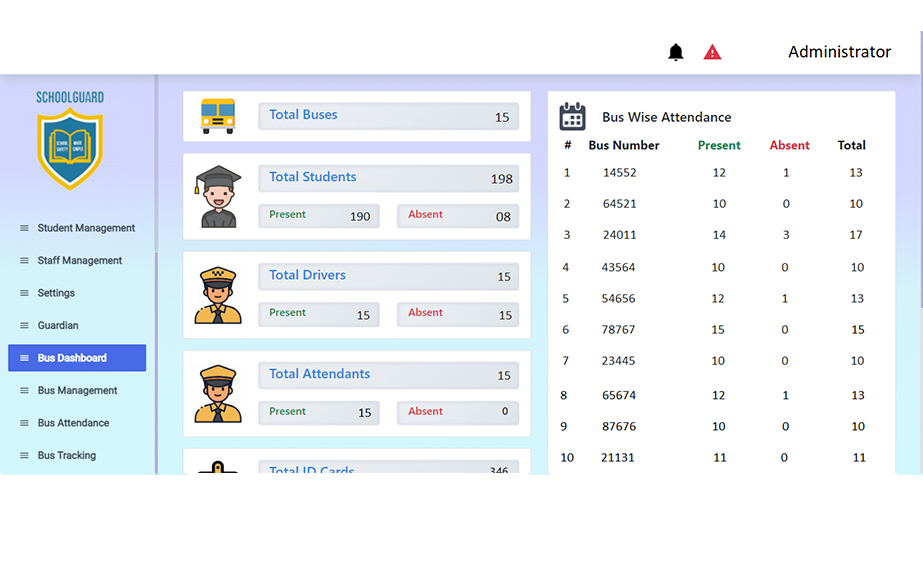 Administrator
SCHOOLGUARD
SCHOOL MADE
SAFETY SIMPLE
Student Management
Staff Management
Settings
Guardian
Bus Dashboard
Bus Management
Bus Attendance
Bus Tracking
Total Buses 15
Total Students 198
Present 190 Absent 08
Total Drivers 15
Present 15 Absent 15
Total Attendants 15
Present 15 Absent 0
Total ID Cards 346
Bus Wise Attendance
# Bus Number Present Absent Total
1 14552 12 1 13
2 64521 10 0 10
3 24011 14 3 17
4 43564 10 0 10
5 54656 12 1 13
6 78767 15 0 15
7 23445 10 0 10
8 65674 12 1 13
9 87676 10 0 10
10 21131 11 0 11